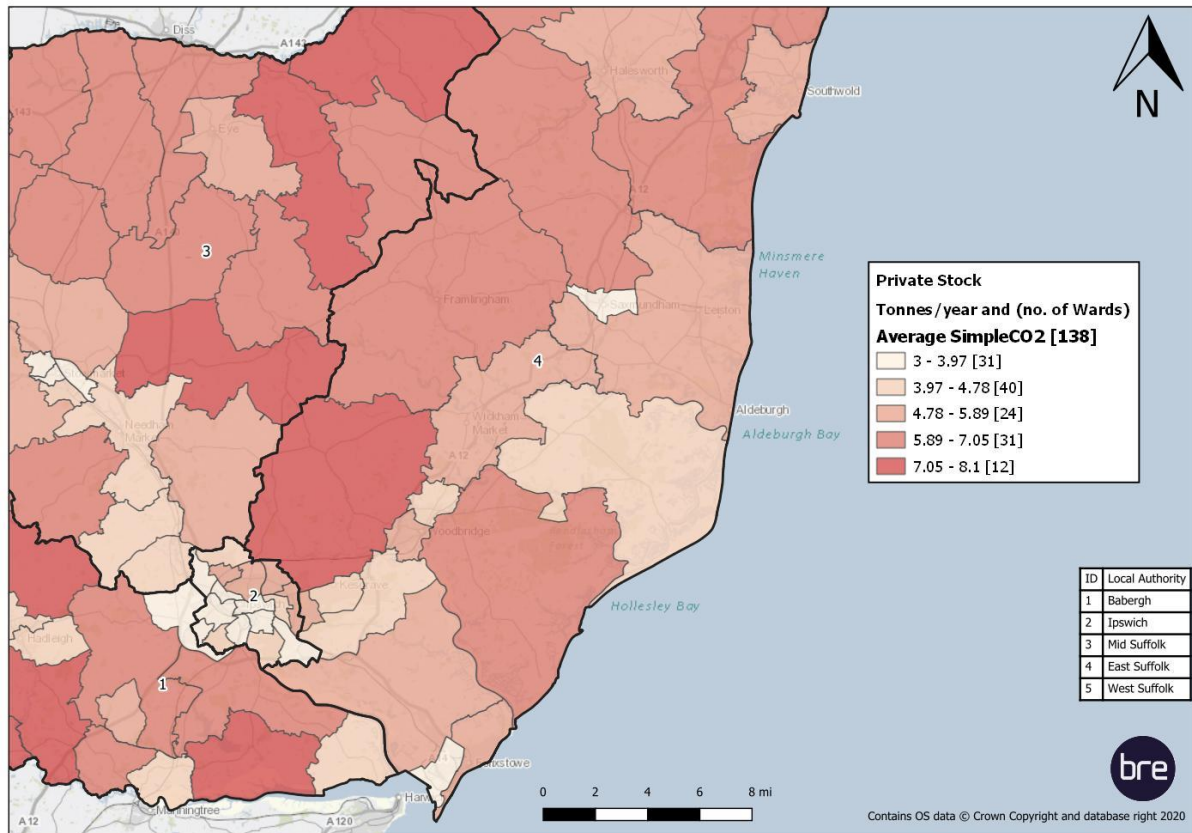 Diss
A143
N
Halesworth
Southwold
143
Eye
A12
A140
3
Minsmere
Haven
Private Stock
Tonnes/year and (no. of Wards)
Average SimpleCO2 [138]
3 - 3.97 [31]
3.97 - 4.78 [40]
4.78 - 5.89 [24]
5.89 - 7.05 [31]
7.05 - 8.1 [12]
Framlingham
Saxmundham
Leiston
4
Aldeburgh
Wickham
Market
Aldeburgh Bay
Needham
Market
A12
Woodbridge
2
Kesgrave
Hollesley Bay
Hadleigh
1
ID Local Authority
1 Babergh
2 Ipswich
3 Mid Suffolk
4 East Suffolk
5 West Suffolk
Manningtree
A12
A120
0 2 4 6 8 mi
bre
Contains OS data © Crown Copyright and database right 2020